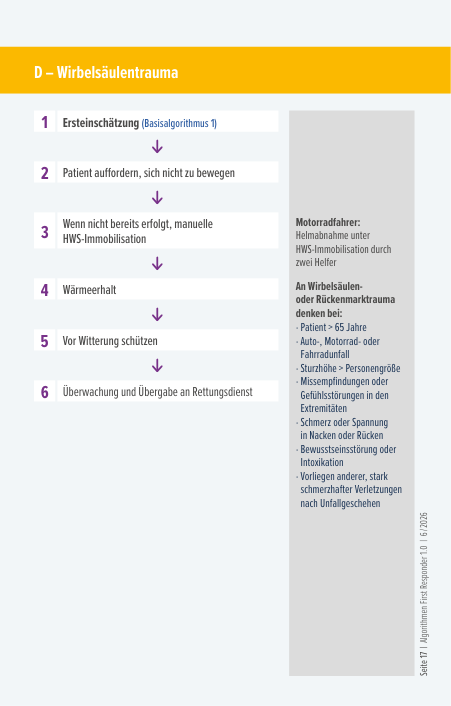 D – Wirbelsäulentrauma
1 Ersteinschätzung (Basisalgorithmus 1)
↓
2 Patient auffordern, sich nicht zu bewegen
↓
3 Wenn nicht bereits erfolgt, manuelle
HWS-Immobilisation
↓
4 Wärmeerhalt
↓
5 Vor Witterung schützen
↓
6 Überwachung und Übergabe an Rettungsdienst
Motorradfahrer:
Helmabnahme unter
HWS-Immobilisation durch
zwei Helfer
An Wirbelsäulen-
oder Rückenmarktrauma
denken bei:
· Patient > 65 Jahre
· Auto-, Motorrad- oder
Fahrradunfall
· Sturzhöhe > Personengröße
· Missempfindungen oder
Gefühlsstörungen in den
Extremitäten
· Schmerz oder Spannung
in Nacken oder Rücken
· Bewusstseinsstörung oder
Intoxikation
· Vorliegen anderer, stark
schmerzhafter Verletzungen
nach Unfallgeschehen
Seite 17 | Algorithmen First Responder 1.0 | 6/2026